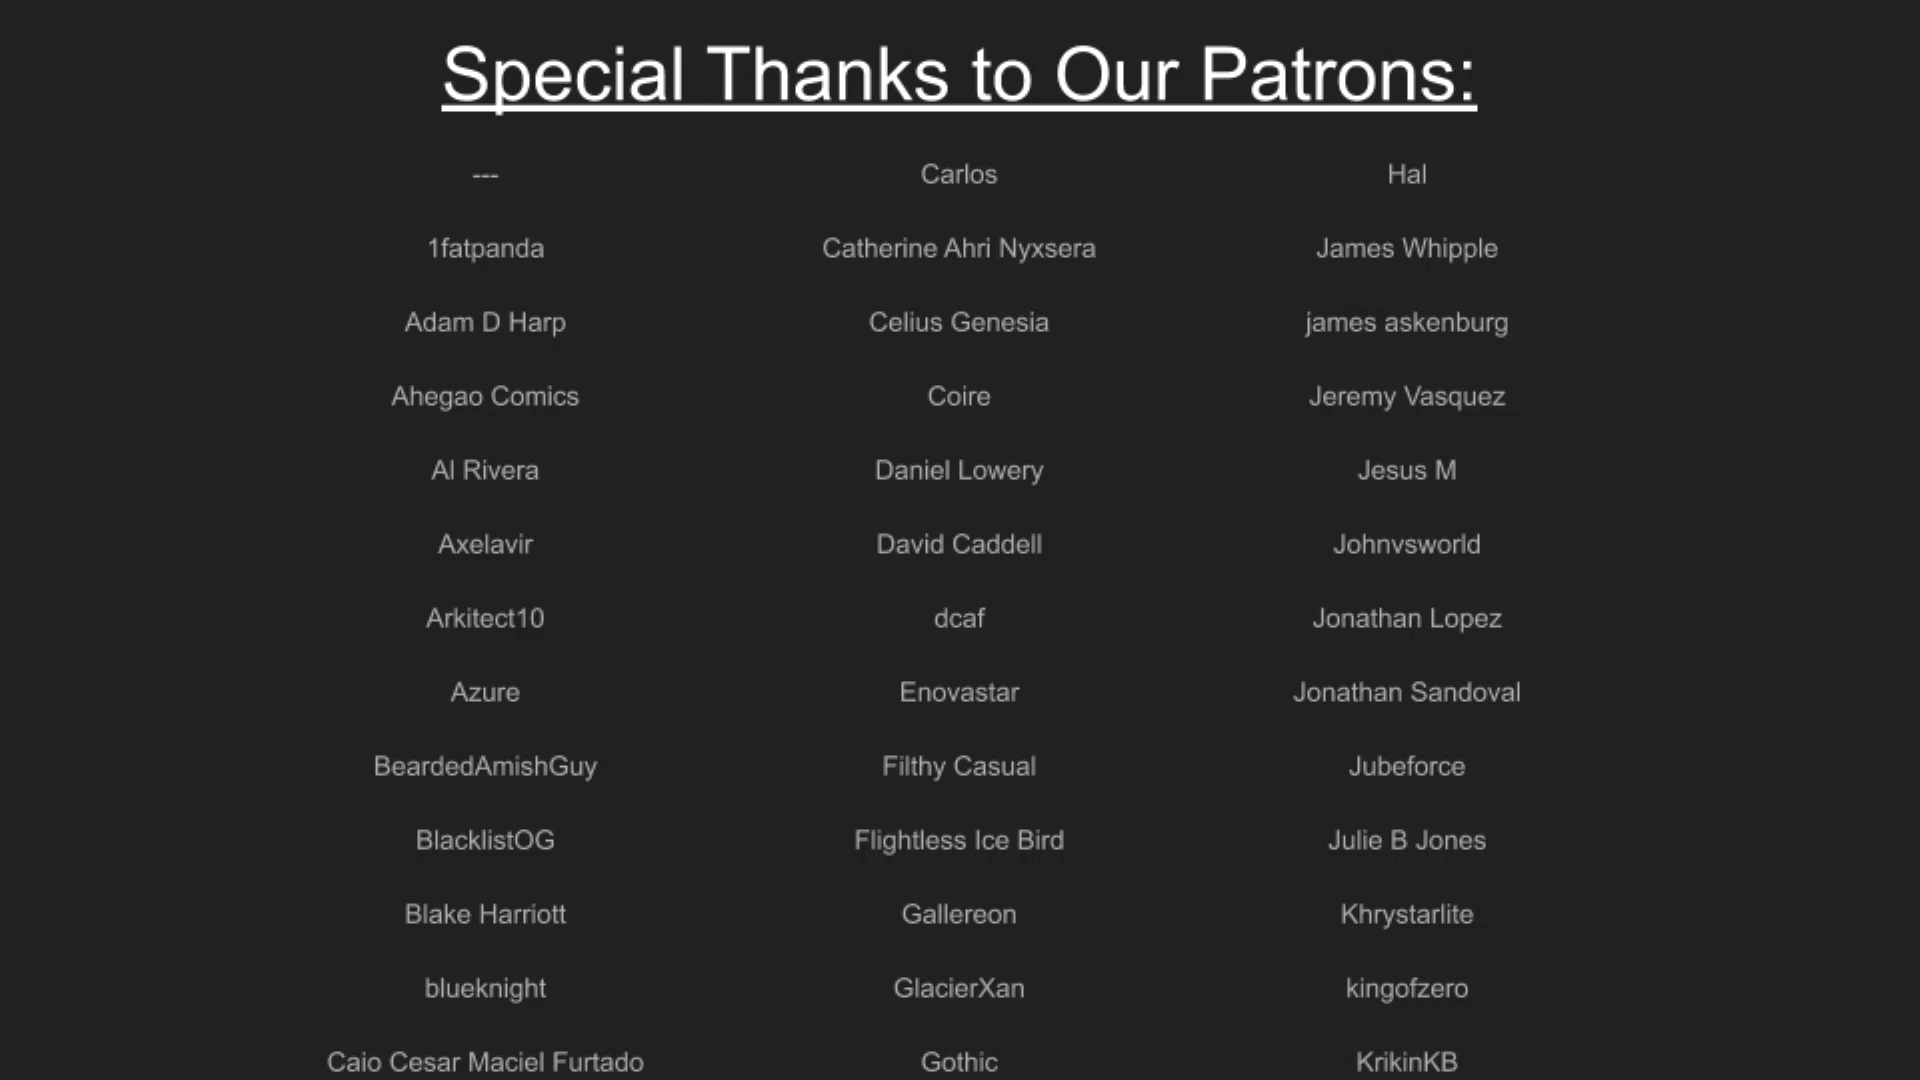 Special Thanks to Our Patrons:
--- Carlos Hal
1fatpanda Catherine Ahri Nyxsera James Whipple
Adam D Harp Celius Genesia james askenburg
Ahegao Comics Coire Jeremy Vasquez
Al Rivera Daniel Lowery Jesus M
Axelavir David Caddell Johnvsworld
Arkitect10 dcaf Jonathan Lopez
Azure Enovastar Jonathan Sandoval
BeardedAmishGuy Filthy Casual Jubeforce
BlacklistOG Flightless Ice Bird Julie B Jones
Blake Harriott Gallereon Khrystarlite
blueknight GlacierXan kingofzero
Caio Cesar Maciel Furtado Gothic KrikinKB